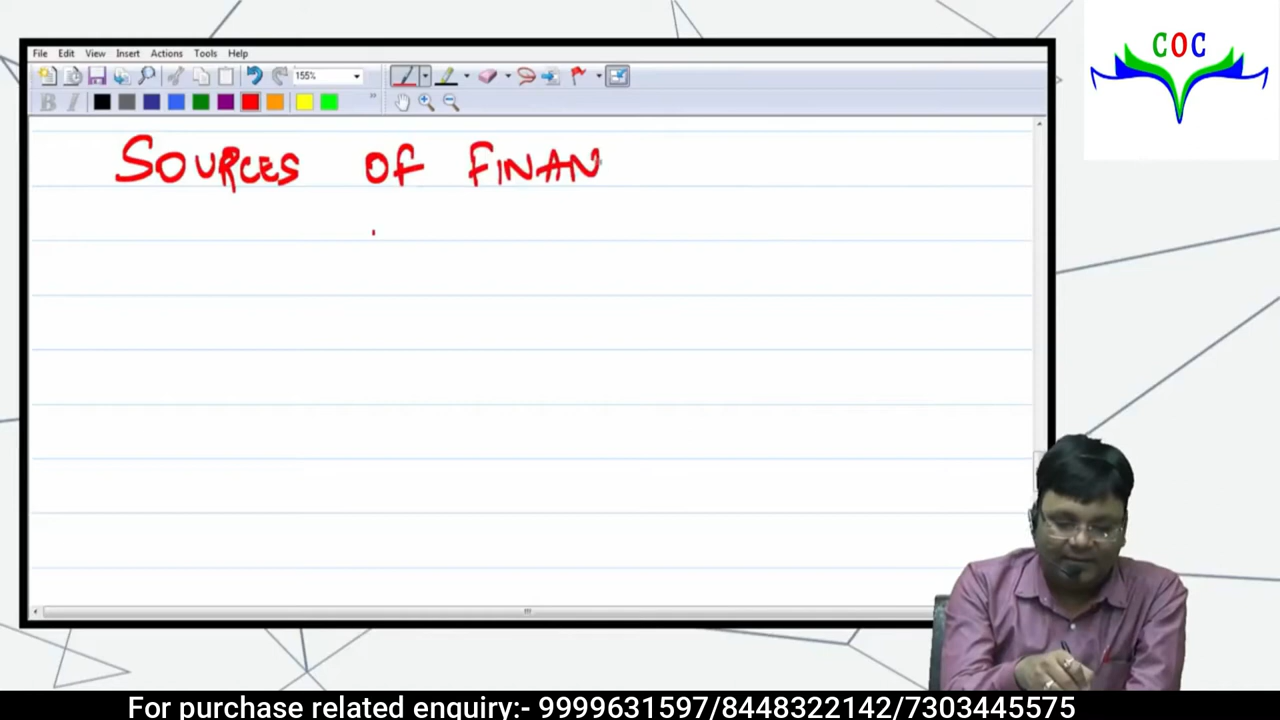 COC
File Edit View Insert Actions Tools Help
155%
B I
SOURCES OF FINAN
For purchase related enquiry:- 9999631597/8448322142/7303445575